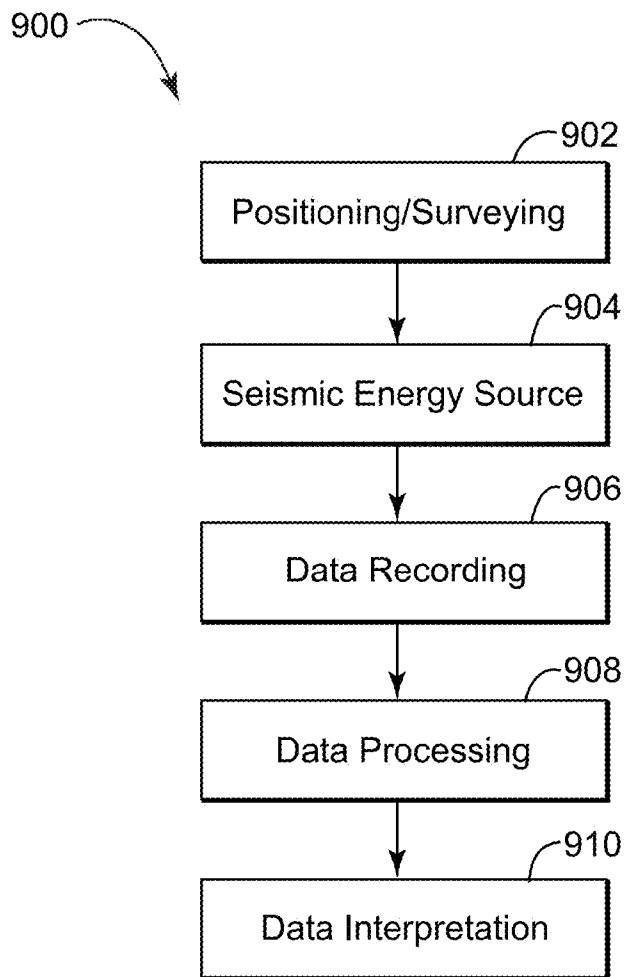 900
902
Positioning/Surveying
904
Seismic Energy Source
906
Data Recording
908
Data Processing
910
Data Interpretation